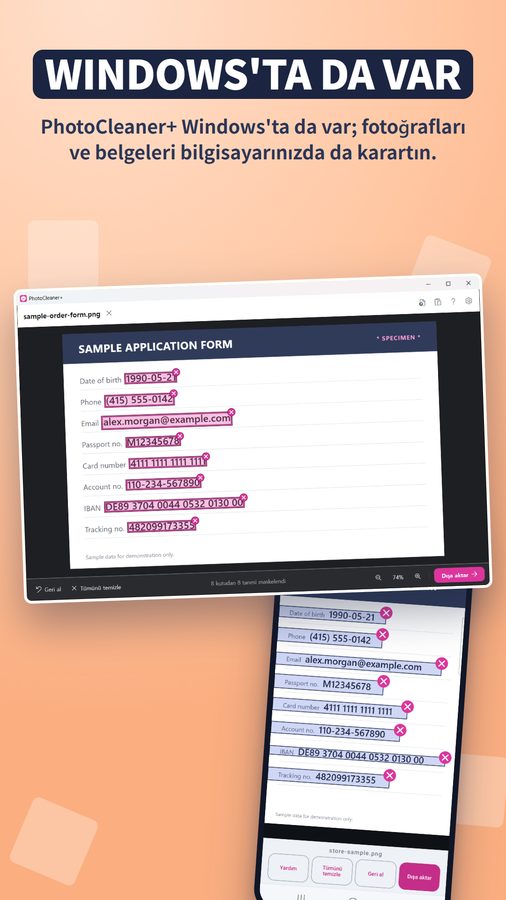 WINDOWS'TA DA VAR
PhotoCleaner+ Windows'ta da var; fotoğrafları
ve belgeleri bilgisayarınızda da karartın.
PhotoCleaner+
sample-order-form.png
SAMPLE APPLICATION FORM
* SPECIMEN *
Date of birth 1990-05-21
Phone (415) 555-0142
Email alex.morgan@example.com
Passport no. M12345678
Card number 4111 1111 1111 1111
Account no. 110-234-567890
IBAN DE89 3704 0044 0532 0130 00
Tracking no. 482099173355
Sample data for demonstration only.
Geri al
Tümünü temizle
8 kutudan 8 tanesi maskelendi
74%
Dışa aktar
Date of birth 1990-05-21
Phone (415) 555-0142
Email alex.morgan@example.com
Passport no. M12345678
Card number 4111 1111 1111 1111
Account no. 110-234-567890
IBAN DE89 3704 0044 0532 0130 00
Tracking no. 482099173355
Sample data for demonstration only.
store-sample.png
Yardım
Tümünü
temizle
Geri al
Dışa aktar